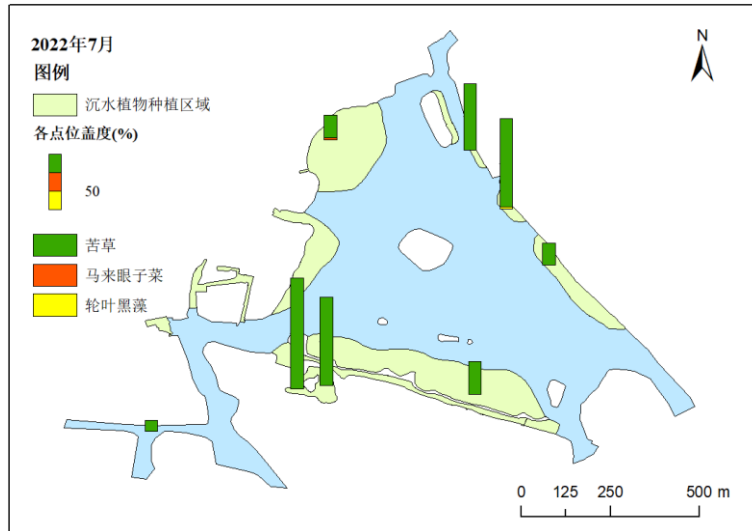 2022年7月
图例
沉水植物种植区域
各点位盖度(%)
50
苦草
马来眼子菜
轮叶黑藻
N
0 125 250 500 m